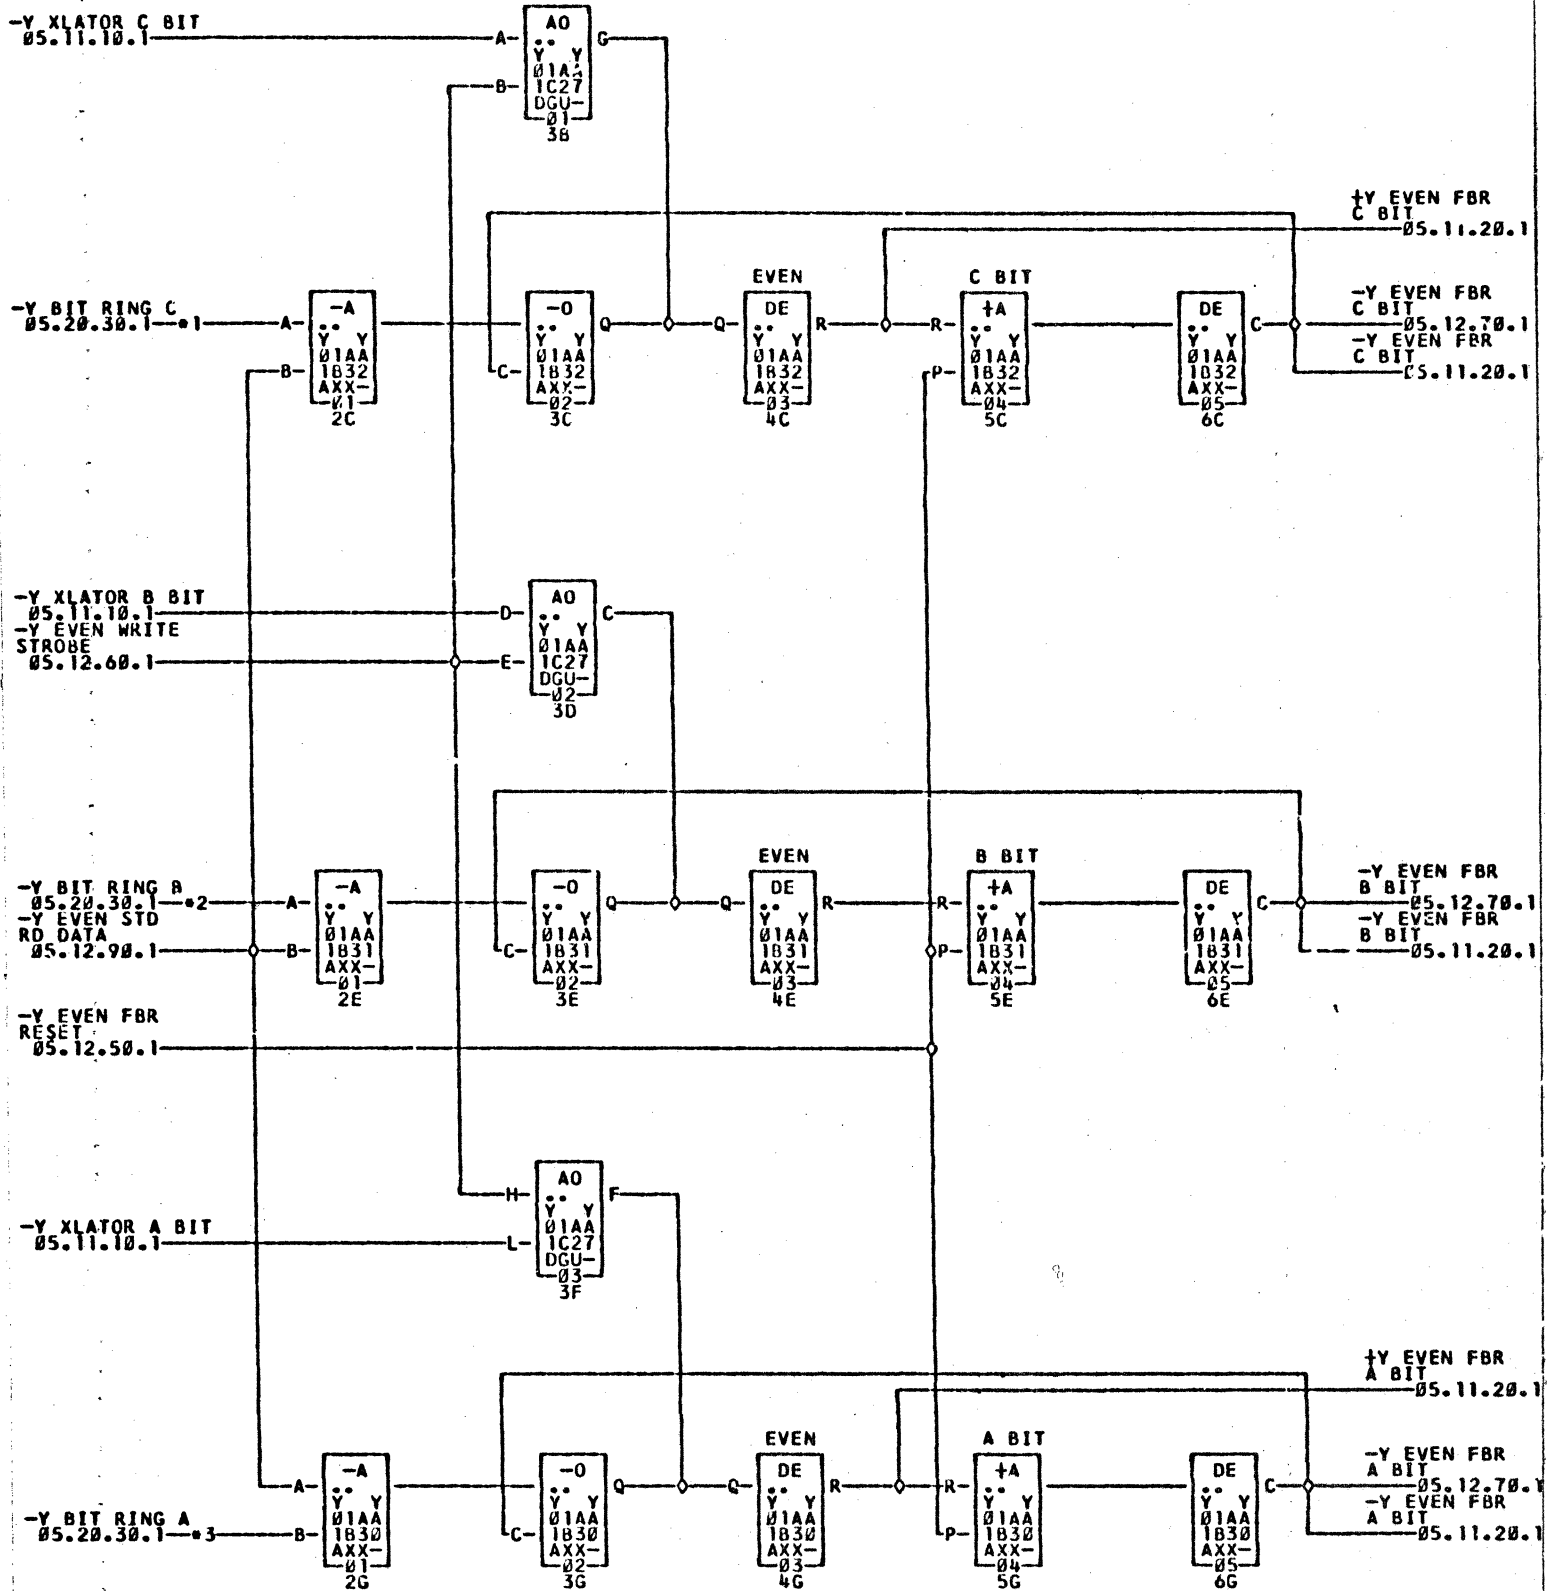 -Y XLATOR C BIT
05.11.10.1
A
B
AO
..
Y Y
01AA
1C27
DGU-
01
3B
G
+Y EVEN FBR
C BIT
05.11.20.1
-Y BIT RING C
05.20.30.1 *1
A
B
-A
..
Y Y
01AA
1B32
AXX-
01
2C
C
-O
..
Y Y
01AA
1B32
AXX-
02
3C
Q
Q
EVEN
DE
..
Y Y
01AA
1B32
AXX-
03
4C
R
R
P
C BIT
+A
..
Y Y
01AA
1B32
AXX-
04
5C
DE
..
Y Y
01AA
1B32
AXX-
05
6C
C
-Y EVEN FBR
C BIT
05.12.70.1
-Y EVEN FBR
C BIT
05.11.20.1
-Y XLATOR B BIT
05.11.10.1
-Y EVEN WRITE
STROBE
05.12.60.1
D
E
AO
..
Y Y
01AA
1C27
DGU-
02
3D
C
-Y BIT RING B
05.20.30.1 *2
-Y EVEN STD
RD DATA
05.12.90.1
A
B
-A
..
Y Y
01AA
1B31
AXX-
01
2E
C
-O
..
Y Y
01AA
1B31
AXX-
02
3E
Q
Q
EVEN
DE
..
Y Y
01AA
1B31
AXX-
03
4E
R
R
P
B BIT
+A
..
Y Y
01AA
1B31
AXX-
04
5E
DE
..
Y Y
01AA
1B31
AXX-
05
6E
C
-Y EVEN FBR
B BIT
05.12.70.1
-Y EVEN FBR
B BIT
05.11.20.1
-Y EVEN FBR
RESET
05.12.50.1
-Y XLATOR A BIT
05.11.10.1
H
L
AO
..
Y Y
01AA
1C27
DGU-
03
3F
F
+Y EVEN FBR
A BIT
05.11.20.1
-Y BIT RING A
05.20.30.1 *3
A
B
-A
..
Y Y
01AA
1B30
AXX-
01
2G
C
-O
..
Y Y
01AA
1B30
AXX-
02
3G
Q
Q
EVEN
DE
..
Y Y
01AA
1B30
AXX-
03
4G
R
R
P
A BIT
+A
..
Y Y
01AA
1B30
AXX-
04
5G
DE
..
Y Y
01AA
1B30
AXX-
05
6G
C
-Y EVEN FBR
A BIT
05.12.70.1
-Y EVEN FBR
A BIT
05.11.20.1